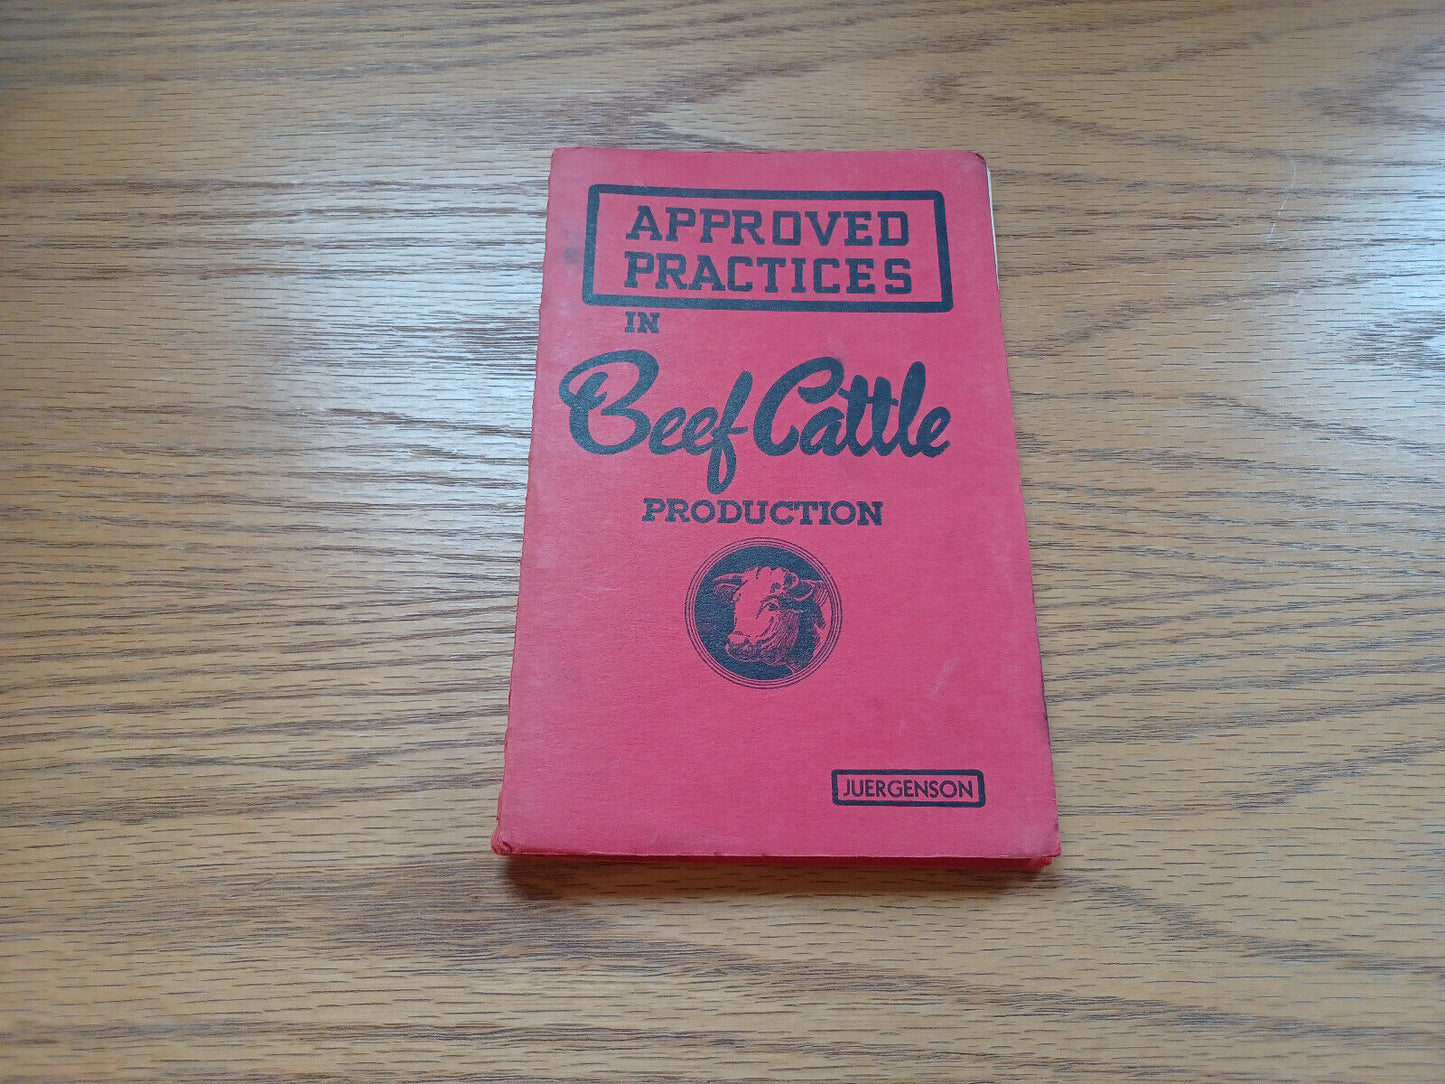 APPROVED
PRACTICES
IN
Beef Cattle
PRODUCTION
JUERGENSON